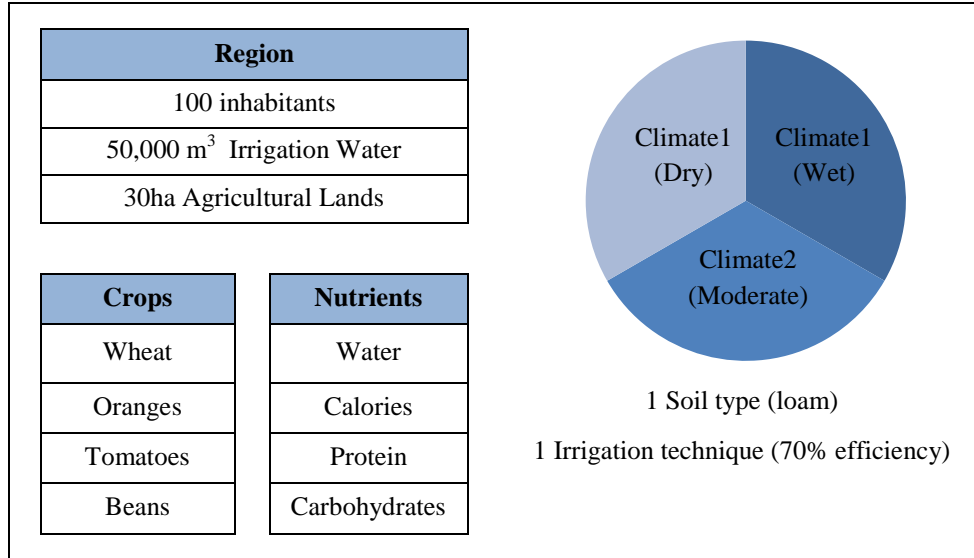 Region
100 inhabitants
50,000 m³ Irrigation Water
30ha Agricultural Lands
Crops
Wheat
Oranges
Tomatoes
Beans
Nutrients
Water
Calories
Protein
Carbohydrates
Climate1
(Dry)
Climate1
(Wet)
Climate2
(Moderate)
1 Soil type (loam)
1 Irrigation technique (70% efficiency)